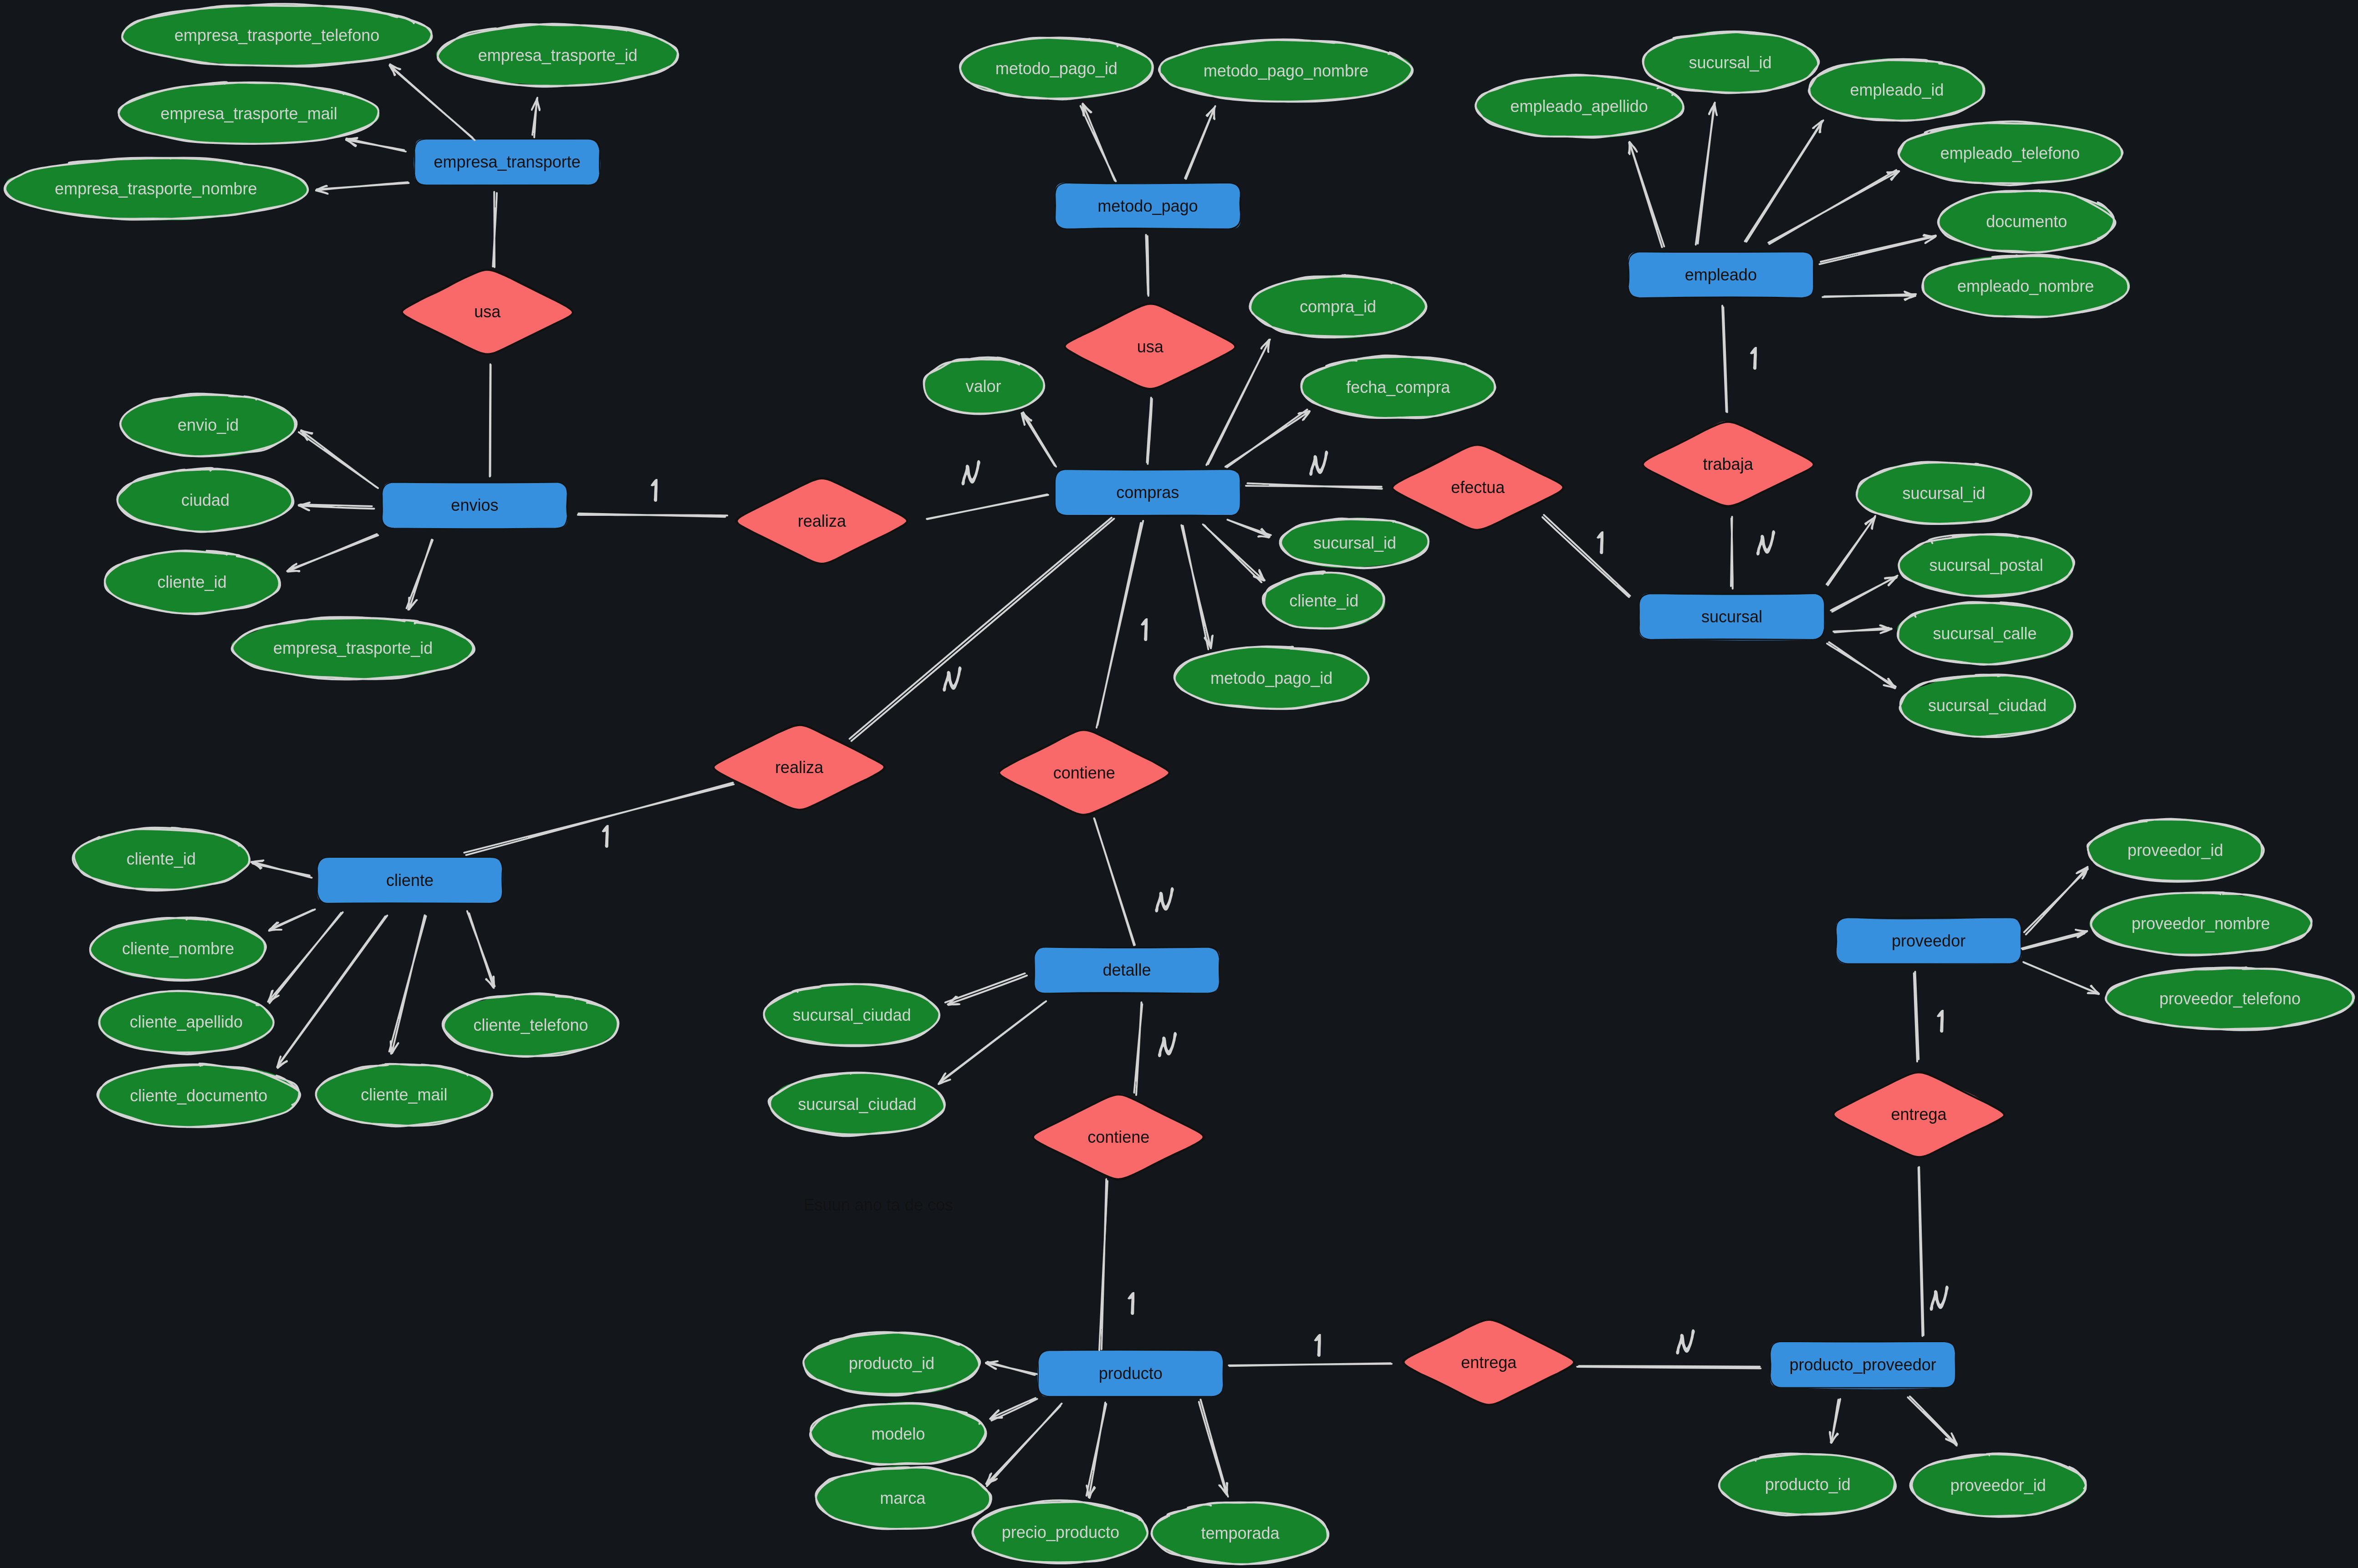 empresa_trasporte_telefono
empresa_trasporte_id
empresa_trasporte_mail
empresa_transporte
empresa_trasporte_nombre
usa
envio_id
ciudad
envios
cliente_id
empresa_trasporte_id
1
realiza
N
metodo_pago_id
metodo_pago_nombre
metodo_pago
usa
compra_id
valor
fecha_compra
compras
N
efectua
1
sucursal_id
cliente_id
metodo_pago_id
sucursal_id
empleado_apellido
empleado_id
empleado_telefono
documento
empleado_nombre
empleado
1
trabaja
N
sucursal
sucursal_id
sucursal_postal
sucursal_calle
sucursal_ciudad
N
realiza
1
1
contiene
N
cliente_id
cliente
cliente_nombre
cliente_apellido
cliente_telefono
cliente_documento
cliente_mail
detalle
sucursal_ciudad
sucursal_ciudad
N
contiene
1
proveedor_id
proveedor_nombre
proveedor
proveedor_telefono
1
entrega
N
producto_id
producto
modelo
marca
precio_producto
temporada
1
entrega
N
producto_proveedor
producto_id
proveedor_id